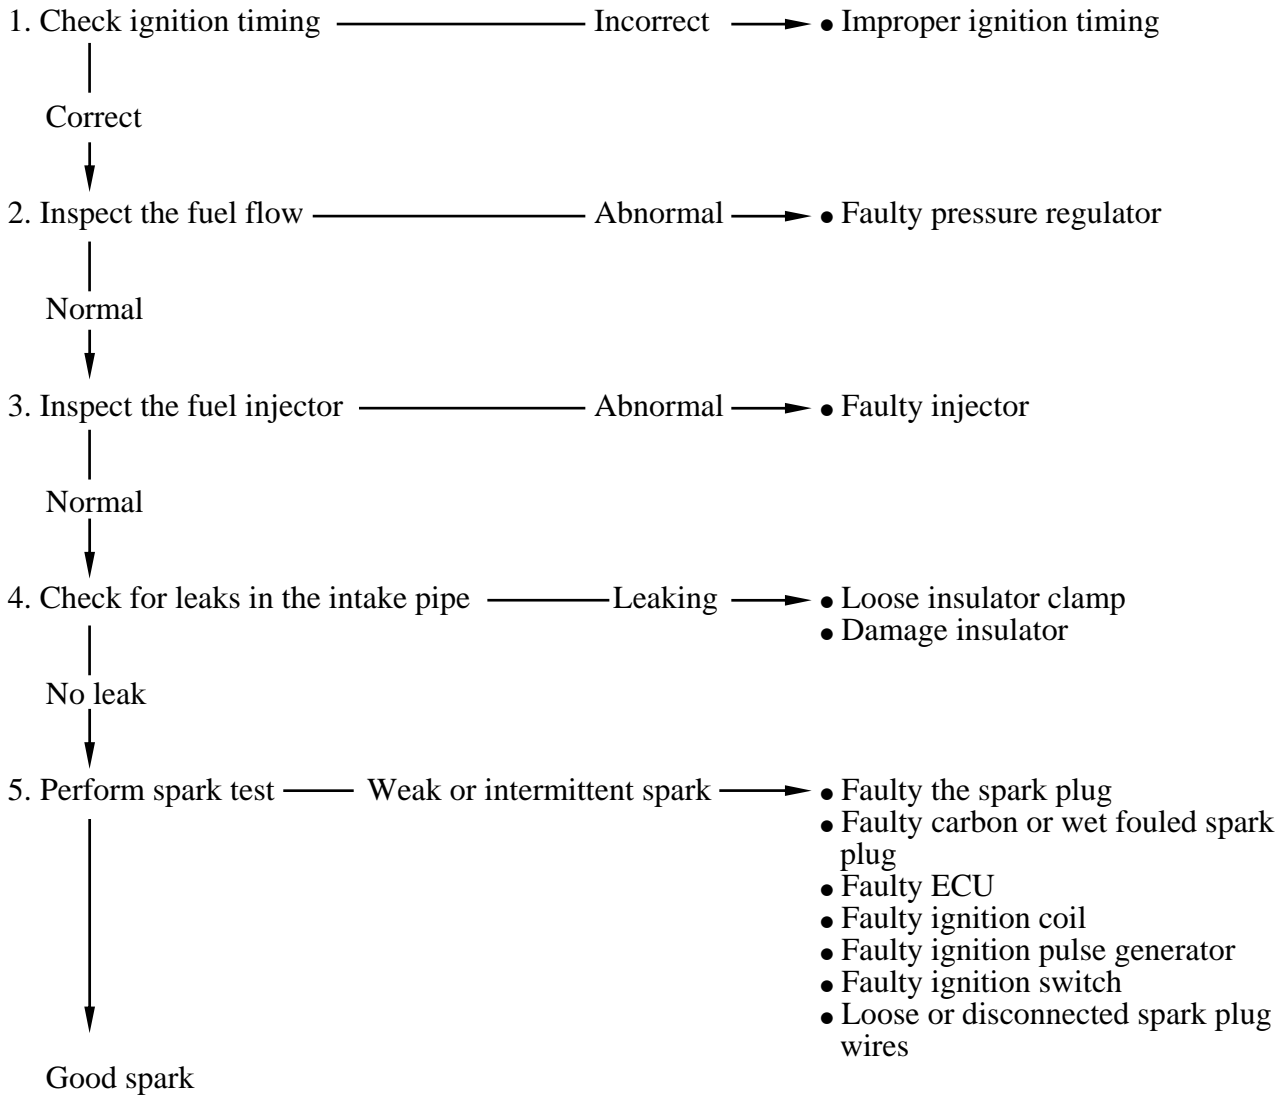 1. Check ignition timing Incorrect ● Improper ignition timing
Correct
2. Inspect the fuel flow Abnormal ● Faulty pressure regulator
Normal
3. Inspect the fuel injector Abnormal ● Faulty injector
Normal
4. Check for leaks in the intake pipe Leaking ● Loose insulator clamp
● Damage insulator
No leak
5. Perform spark test Weak or intermittent spark ● Faulty the spark plug
● Faulty carbon or wet fouled spark
plug
● Faulty ECU
● Faulty ignition coil
● Faulty ignition pulse generator
● Faulty ignition switch
● Loose or disconnected spark plug
wires
Good spark